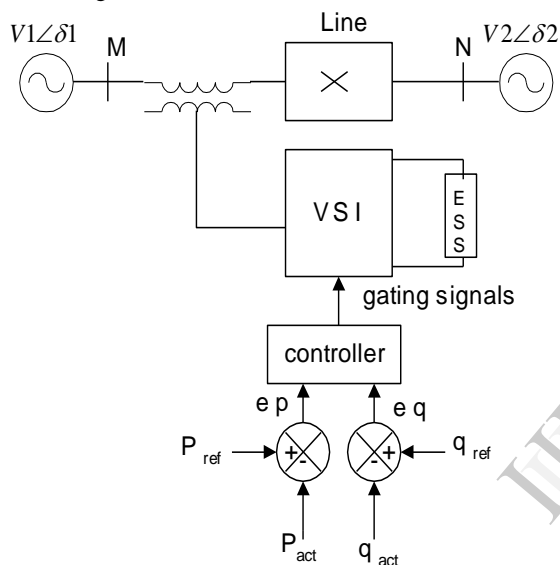 Line
V1∠δ1
M
N
V2∠δ2
X
VSI
E
S
S
gating signals
controller
e p
e q
P ref
+
-
-
+
q ref
P act
q act